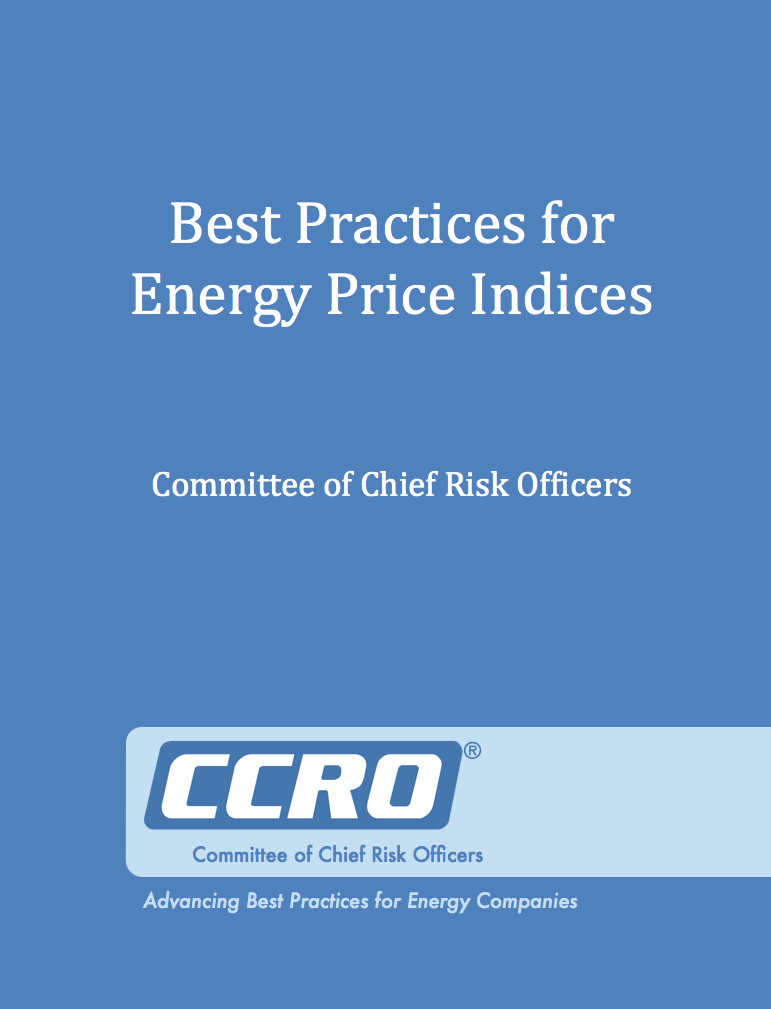 Best Practices for
Energy Price Indices
Committee of Chief Risk Officers
CCRO®
Committee of Chief Risk Officers
Advancing Best Practices for Energy Companies